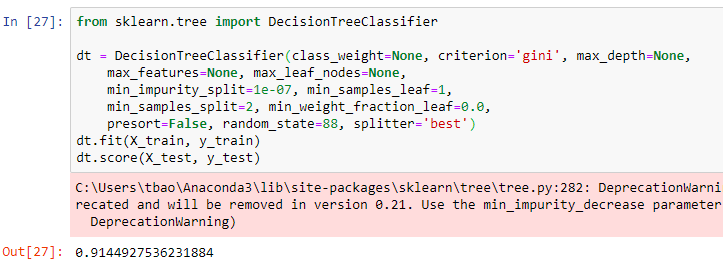 In [27]: from sklearn.tree import DecisionTreeClassifier
dt = DecisionTreeClassifier(class_weight=None, criterion='gini', max_depth=None,
max_features=None, max_leaf_nodes=None,
min_impurity_split=1e-07, min_samples_leaf=1,
min_samples_split=2, min_weight_fraction_leaf=0.0,
presort=False, random_state=88, splitter='best')
dt.fit(X_train, y_train)
dt.score(X_test, y_test)
C:\Users\tbao\Anaconda3\lib\site-packages\sklearn\tree\tree.py:282: DeprecationWarni
recated and will be removed in version 0.21. Use the min_impurity_decrease parameter
DeprecationWarning)
Out[27]: 0.9144927536231884